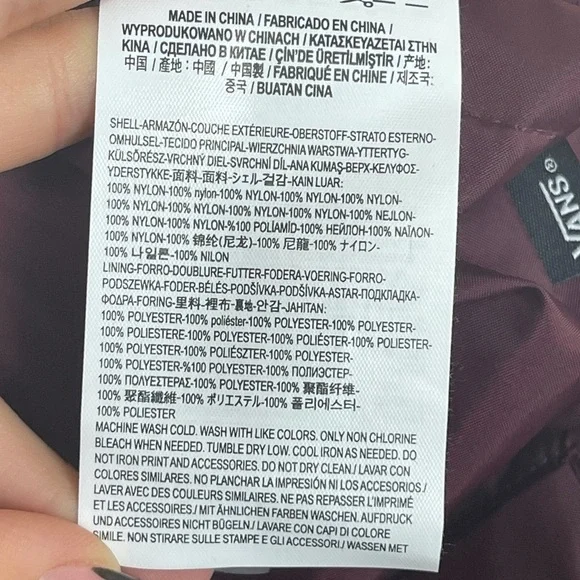 MADE IN CHINA / FABRICADO EN CHINA /
WYPRODUKOWANO W CHINACH / ΚΑΤΑΣΚΕΥΑΖΕΤΑΙ ΣΤΗΝ
ΚΙΝΑ / СДЕЛАНО В КИТАЕ / ÇİN'DE ÜRETİLMİŞTİR / 产地:
中国 / 產地: 中國 / 中国製 / FABRIQUÉ EN CHINE / 제조국:
중국 / BUATAN CINA
SHELL-ARMAZÓN-COUCHE EXTÉRIEURE-OBERSTOFF-STRATO ESTERNO-
OMHULSEL-TECIDO PRINCIPAL-WIERZCHNIA WARSTWA-YTTERTYG-
KÜLSŐRÉSZ-VRCHNÝ DIEL-SVRCHNÍ DÍL-ANA KUMAŞ-ВЕРХ-ΚΕΛΥΦΟΣ-
YDERSTYKKE-面料-面料-シェル-겉감-KAIN LUAR:
100% NYLON-100% nylon-100% NYLON-100% NYLON-
100% NYLON-100% NYLON-100% NYLON-100% NEJLON-
100% NYLON-100% NYLON-%100 POLİAMİD-100% НЕЙЛОН-100% ΝΑΪΛΟΝ-
100% NYLON-100% 锦纶(尼龙)-100% 尼龍-100% ナイロン-
100% 나일론-100% NILON
LINING-FORRO-DOUBLURE-FUTTER-FODERA-VOERING-FORRO-
PODSZEWKA-FODER-BÉLÉS-PODŠÍVKA-PODŠÍVKA-ASTAR-ПОДКЛАДКА-
ΦΟΔΡΑ-FORING-里料-裡布-裏地-안감-JAHITAN:
100% POLYESTER-100% poliéster-100% POLYESTER-100% POLYESTER-
100% POLIESTERE-100% POLYESTER-100% POLIÉSTER-100% POLIESTER-
100% POLYESTER-100% POLIÉSZTER-100% POLYESTER-
100% POLYESTER-%100 POLYESTER-100% ПОЛИЭСТЕР-
100% ΠΟΛΥΕΣΤΕΡΑΣ-100% POLYESTER-100% 聚酯纤维-
100% 聚酯纖維-100% ポリエステル-100% 폴리에스터-
100% POLIESTER
MACHINE WASH COLD. WASH WITH LIKE COLORS. ONLY NON CHLORINE
BLEACH WHEN NEEDED. TUMBLE DRY LOW. COOL IRON AS NEEDED. DO
NOT IRON PRINT AND ACCESSORIES. DO NOT DRY CLEAN./ LAVAR CON
COLORES SIMILARES. NO PLANCHAR LA IMPRESIÓN NI LOS ACCESORIOS./
LAVER AVEC DES COULEURS SIMILAIRES. NE PAS REPASSER L'IMPRIMÉ
ET LES ACCESSOIRES./ MIT ÄHNLICHEN FARBEN WASCHEN. AUFDRUCK
UND ACCESSOIRES NICHT BÜGELN./ LAVARE CON CAPI DI COLORE
SIMILE. NON STIRARE SULLE STAMPE E GLI ACCESSORI./ WASSEN MET
VANS®